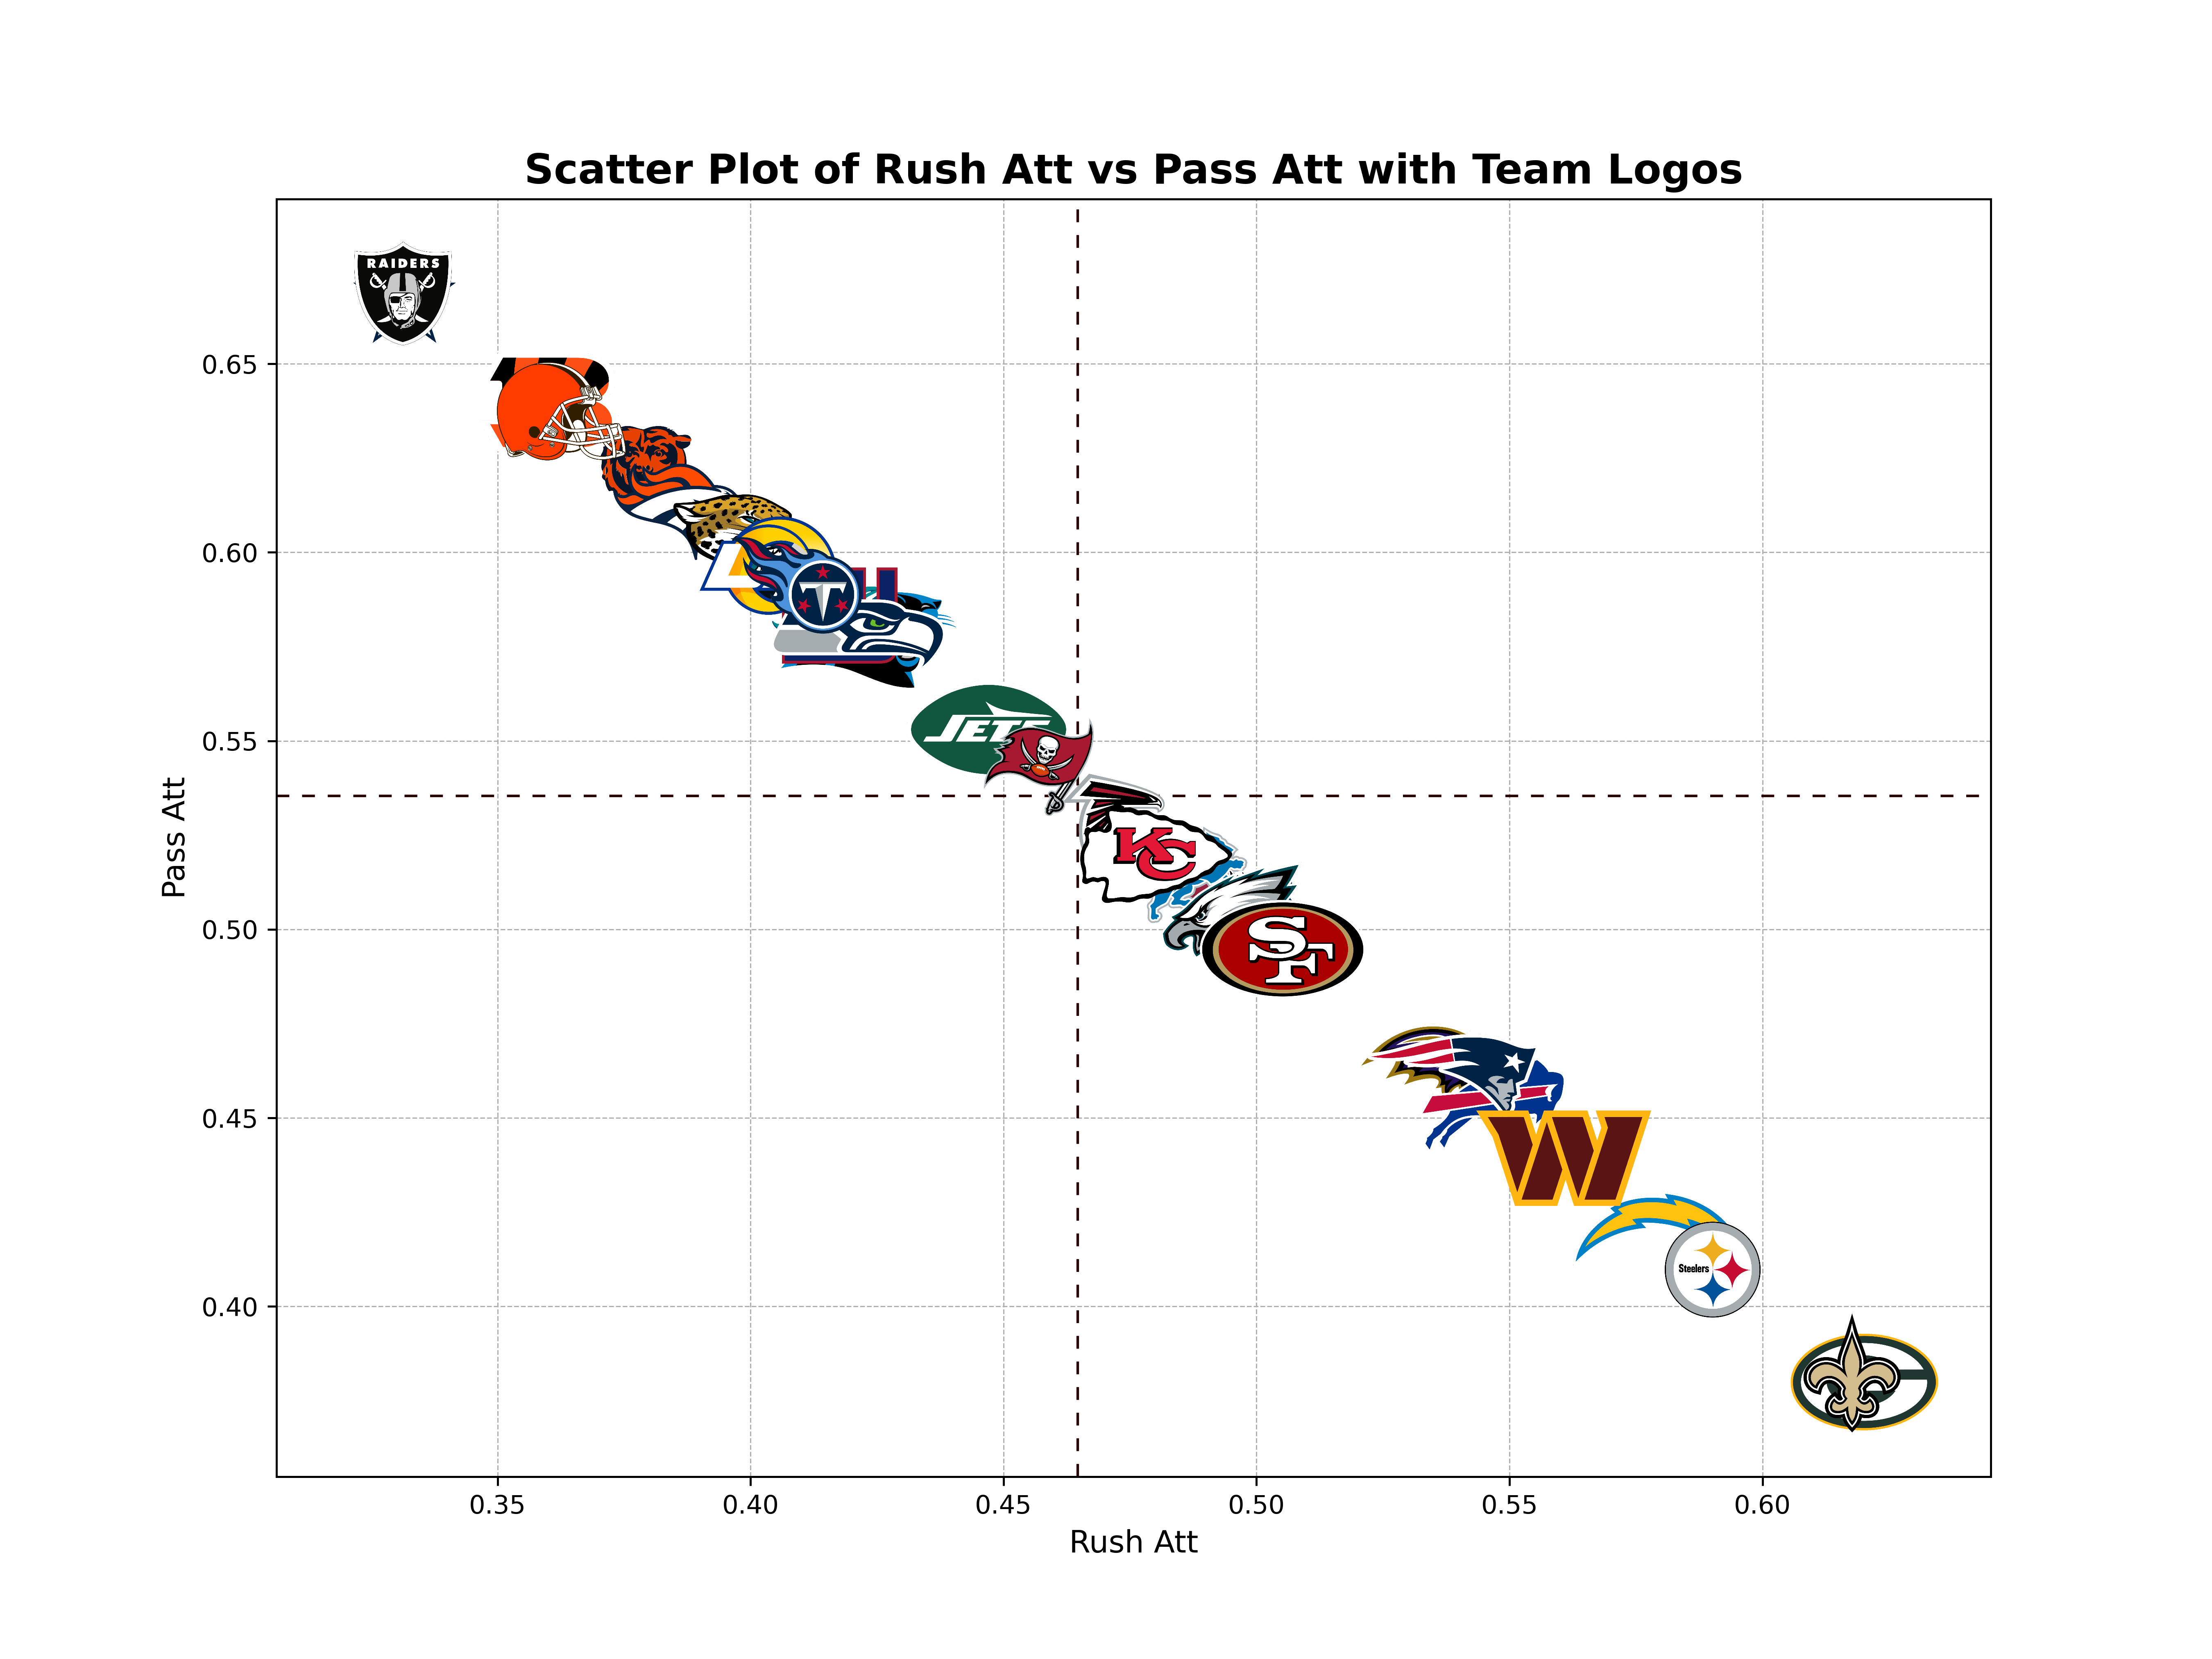 Scatter Plot of Rush Att vs Pass Att with Team Logos
RAIDERS
0.65
0.60
T
JETS
0.55
KC
0.50
SF
0.45
W
Steelers
0.40
Pass Att
0.35
0.40
0.45
0.50
0.55
0.60
Rush Att